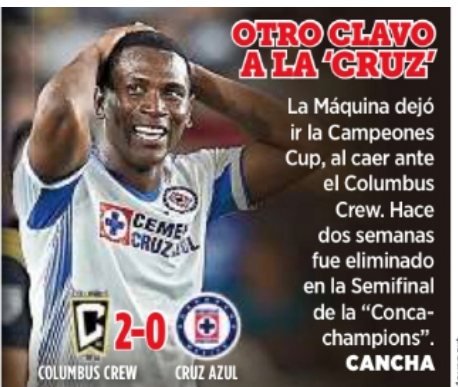 OTRO CLAVO
A LA ‘CRUZ’
La Máquina dejó
ir la Campeones
Cup, al caer ante
el Columbus
Crew. Hace
dos semanas
fue eliminado
en la Semifinal
de la “Conca-
champions”.
CANCHA
CRUZ AZUL
COLUMBUS
2-0
COLUMBUS CREW CRUZ AZUL